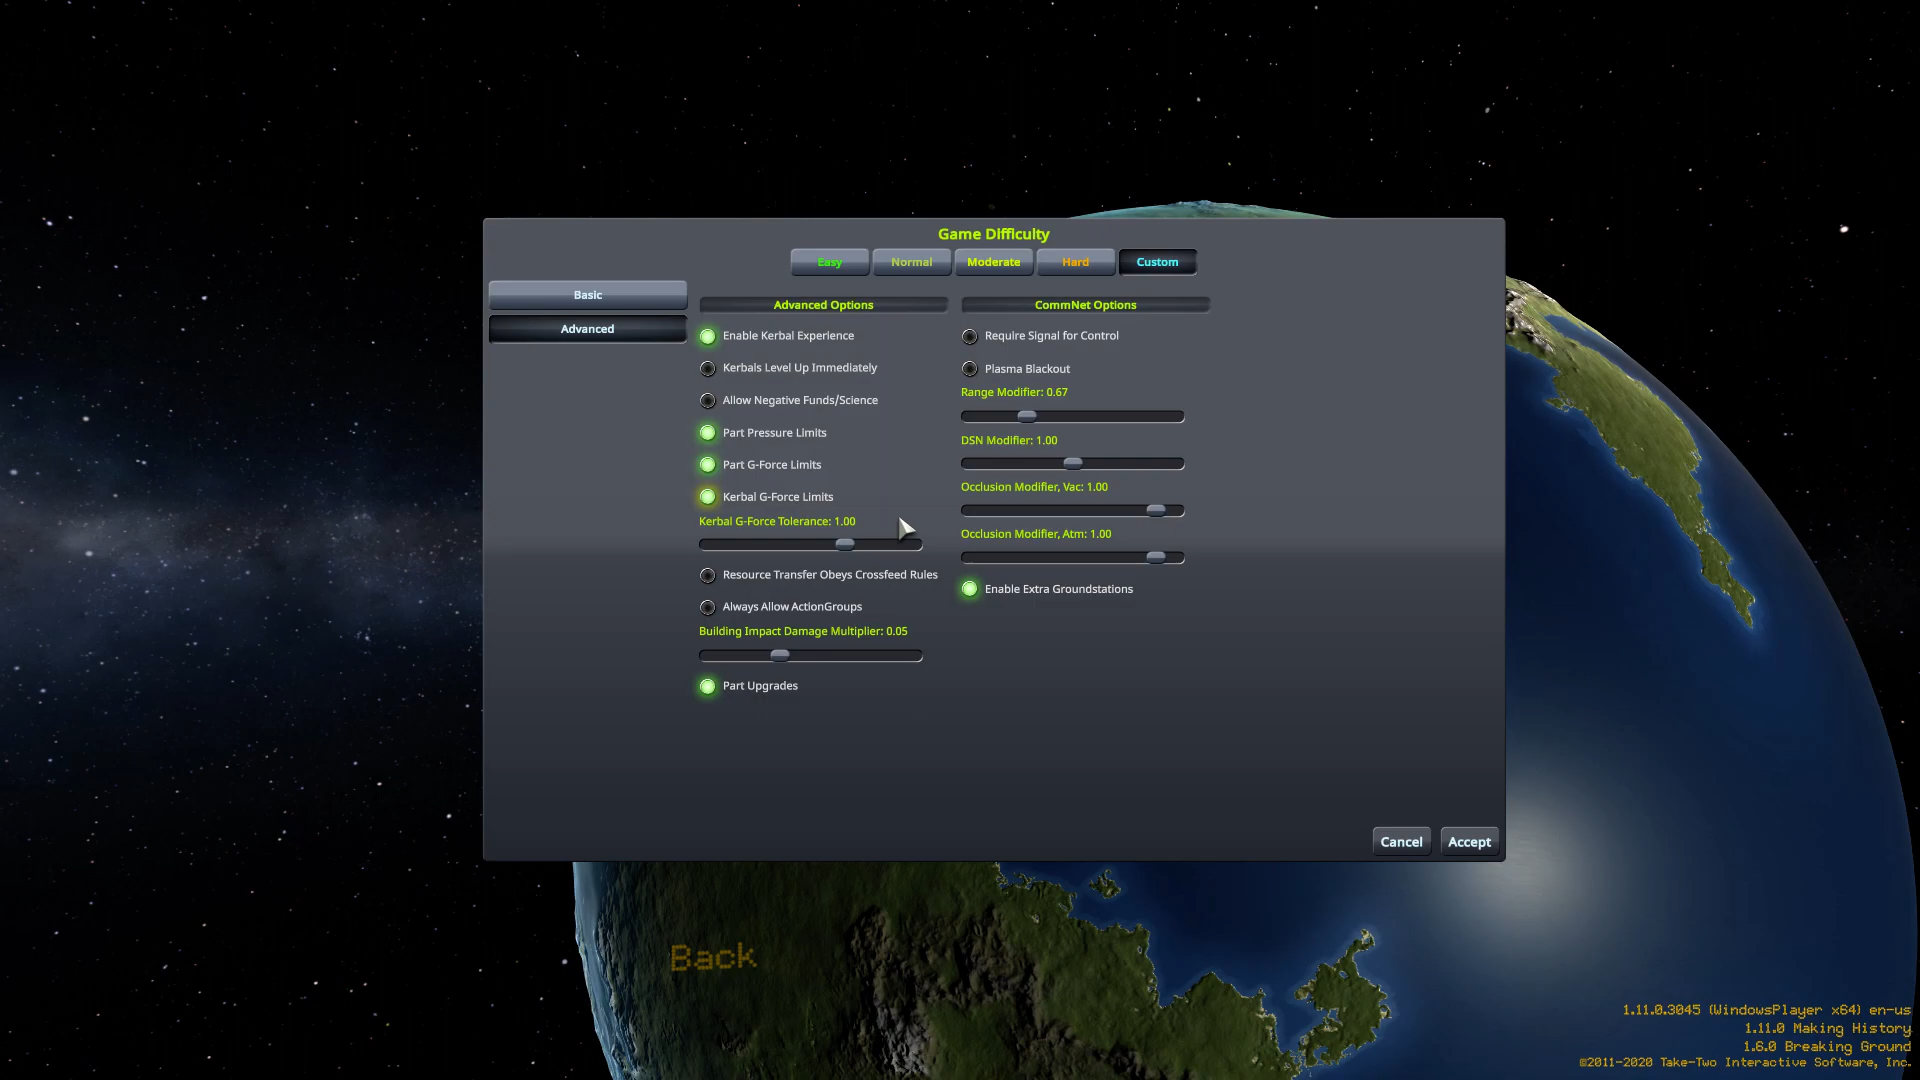 Game Difficulty
Easy Normal Moderate Hard Custom
Basic
Advanced
Advanced Options
Enable Kerbal Experience
Kerbals Level Up Immediately
Allow Negative Funds/Science
Part Pressure Limits
Part G-Force Limits
Kerbal G-Force Limits
Kerbal G-Force Tolerance: 1.00
Resource Transfer Obeys Crossfeed Rules
Always Allow ActionGroups
Building Impact Damage Multiplier: 0.05
Part Upgrades
CommNet Options
Require Signal for Control
Plasma Blackout
Range Modifier: 0.67
DSN Modifier: 1.00
Occlusion Modifier, Vac: 1.00
Occlusion Modifier, Atm: 1.00
Enable Extra Groundstations
Cancel Accept
Back
1.11.0.3045 (WindowsPlayer x64) en-us
1.11.0 Making History
1.6.0 Breaking Ground
©2011-2020 Take-Two Interactive Software, Inc.